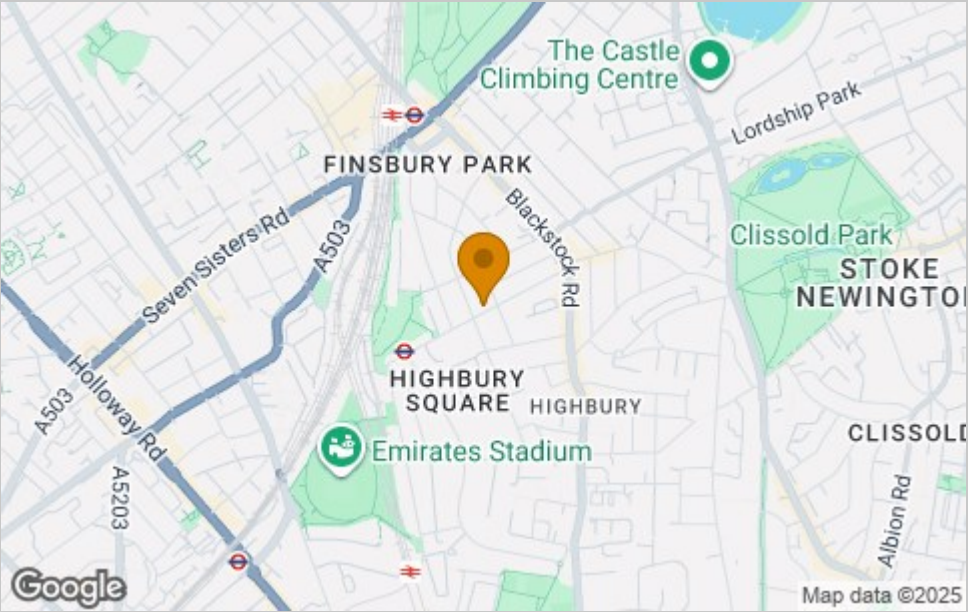 The Castle
Climbing Centre
Lordship Park
FINSBURY PARK
Blackstock Rd
Seven Sisters Rd
A503
Clissold Park
STOKE
NEWINGTO
Holloway Rd
A503
HIGHBURY
SQUARE
HIGHBURY
CLISSOLD
Emirates Stadium
A5203
Albion Rd
Google
Map data ©2025